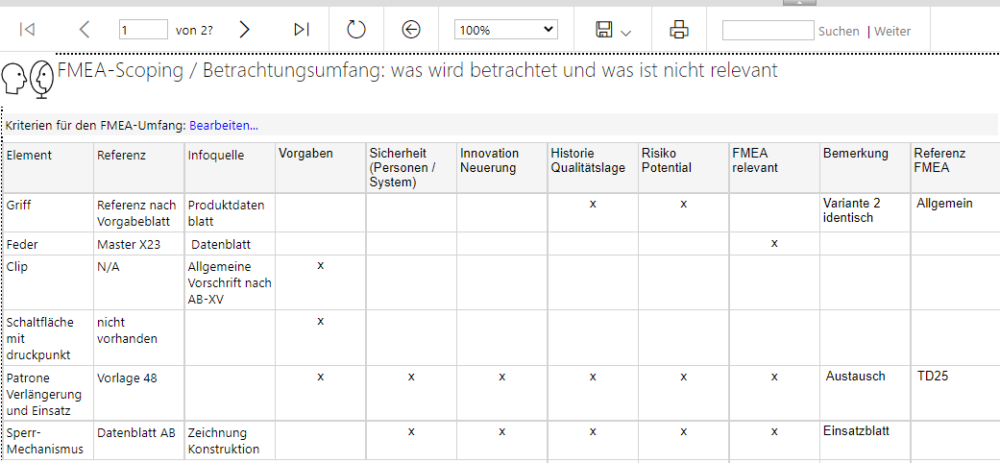 1 von 2? 100% Suchen | Weiter
FMEA-Scoping / Betrachtungsumfang: was wird betrachtet und was ist nicht relevant
Kriterien für den FMEA-Umfang: Bearbeiten...
Element Referenz Infoquelle Vorgaben Sicherheit Innovation Historie Risiko FMEA Bemerkung Referenz
(Personen / Neuerung Qualitätslage Potential relevant FMEA
System)
Griff Referenz nach Produktdaten x x Variante 2 Allgemein
Vorgabeblatt blatt identisch
Feder Master X23 Datenblatt x
Clip N/A Allgemeine x
Vorschrift nach
AB-XV
Schaltfläche nicht x
mit vorhanden
druckpunkt
Patrone Vorlage 48 x x x x x x Austausch TD25
Verlängerung
und Einsatz
Sperr- Datenblatt AB Zeichnung x x x x x Einsatzblatt
Mechanismus Konstruktion